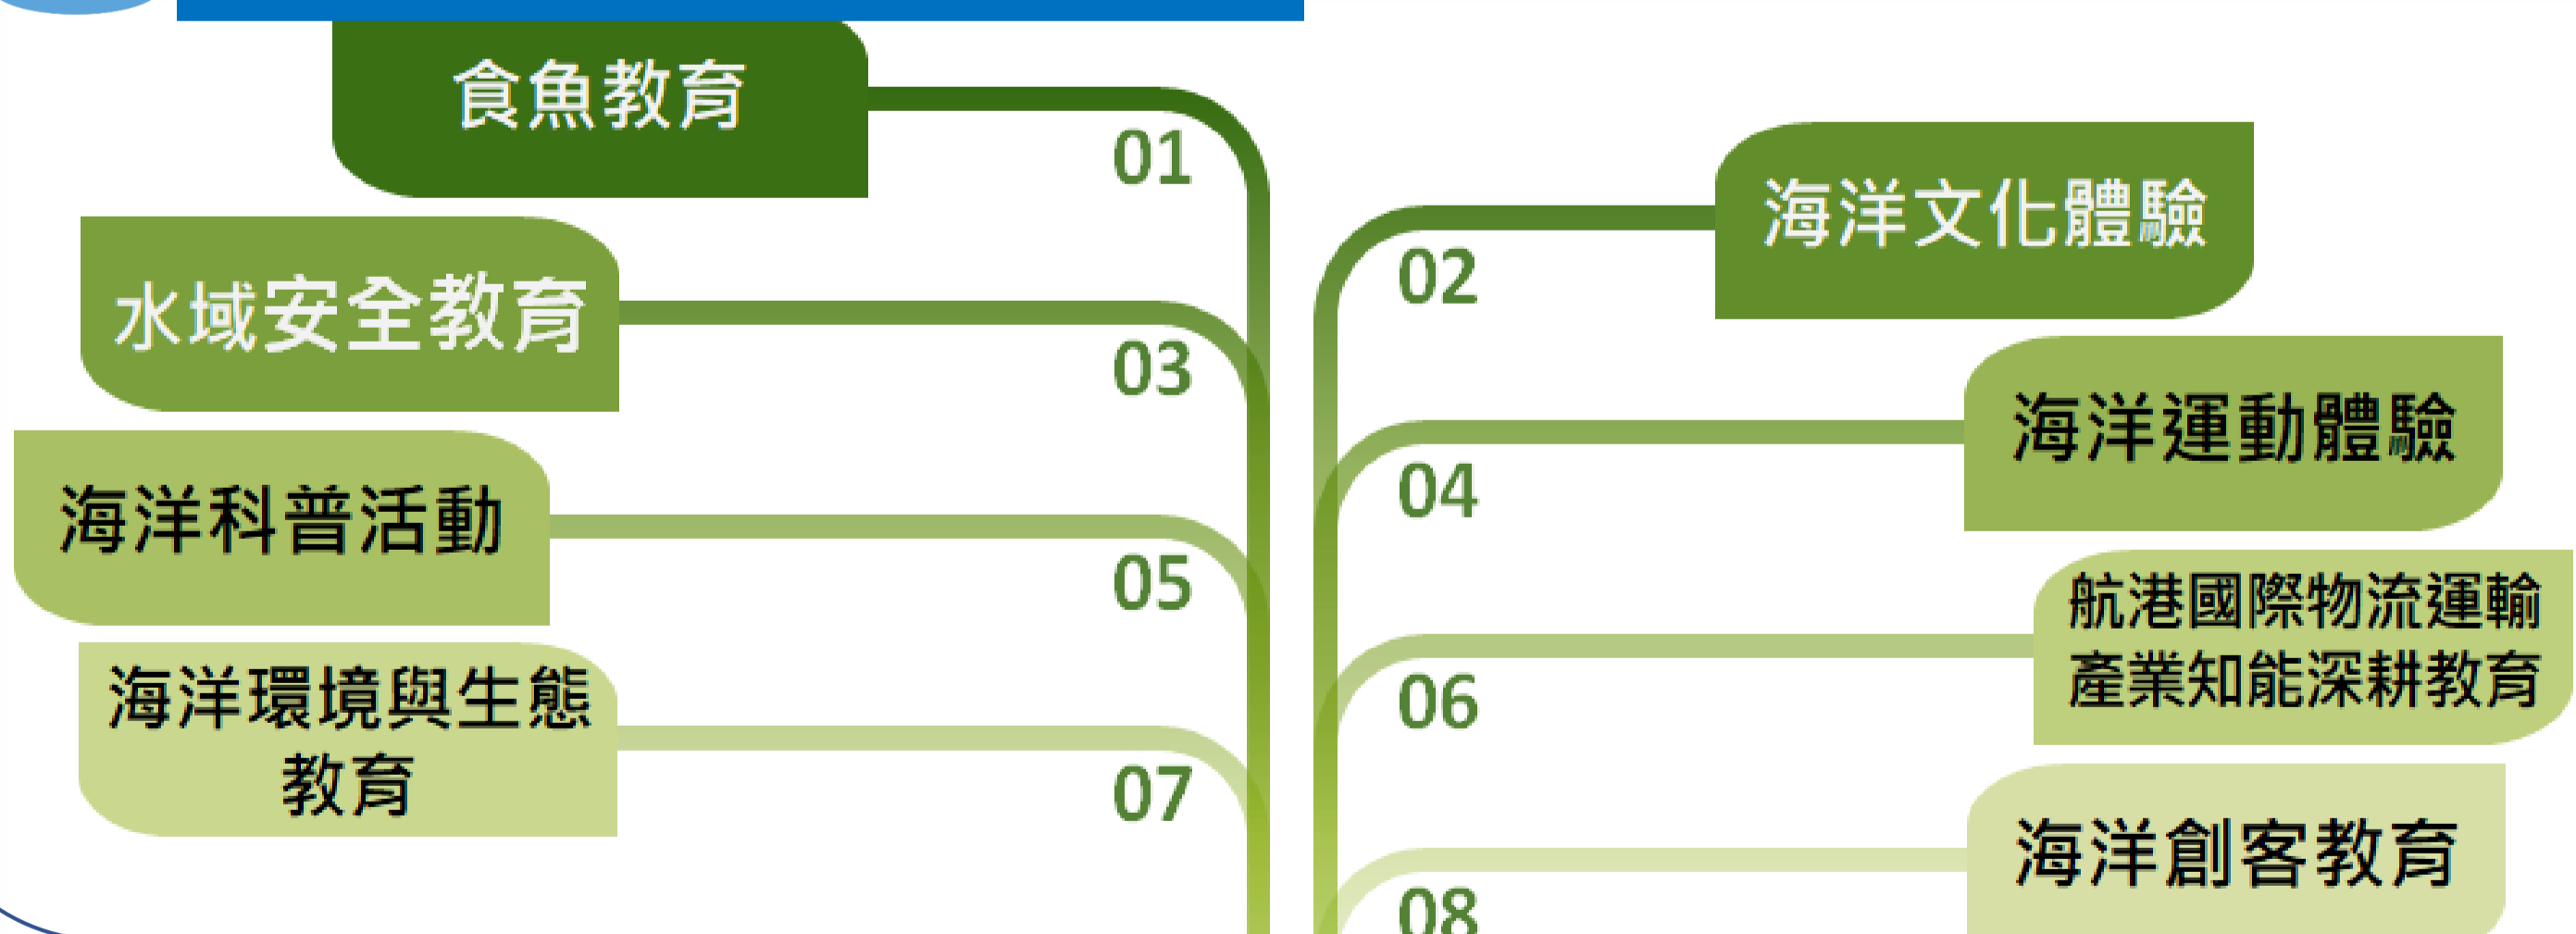 食魚教育
01
海洋文化體驗
02
水域安全教育
03
海洋運動體驗
04
海洋科普活動
05
航港國際物流運輸
產業知能深耕教育
06
海洋環境與生態
教育
07
海洋創客教育
08